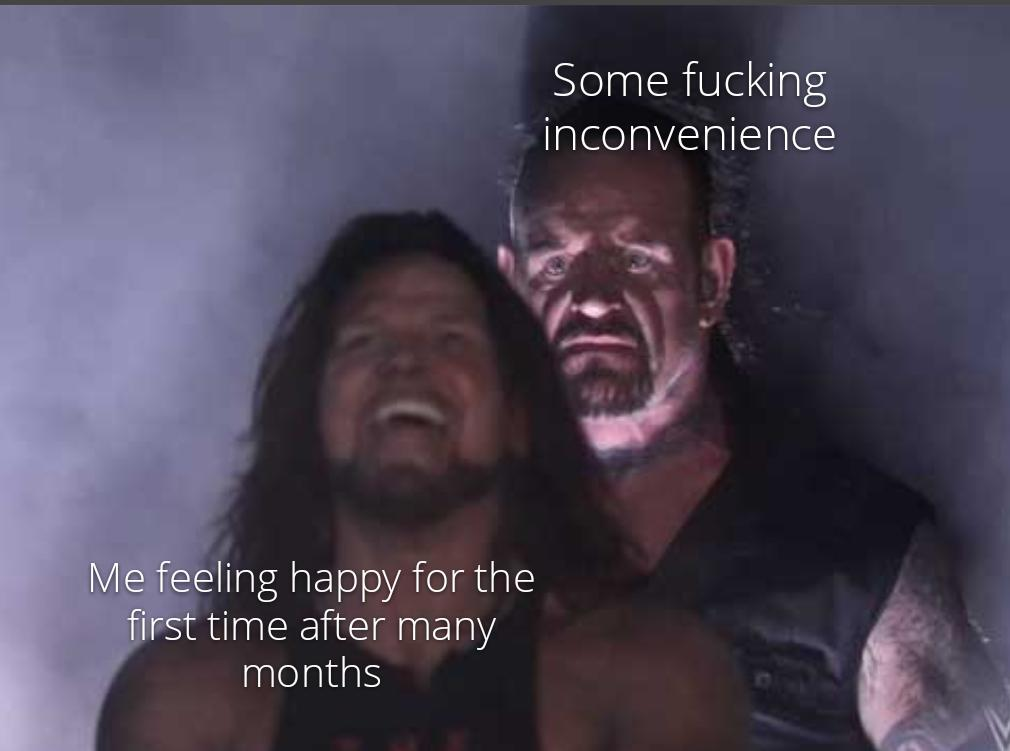 Some fucking
inconvenience
Me feeling happy for the
first time after many
months